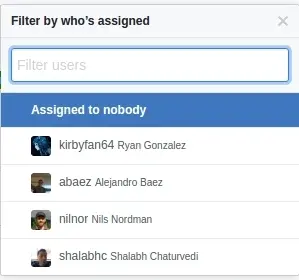 Filter by who's assigned
Filter users
Assigned to nobody
kirbyfan64 Ryan Gonzalez
abaez Alejandro Baez
nilnor Nils Nordman
shalabhc Shalabh Chaturvedi